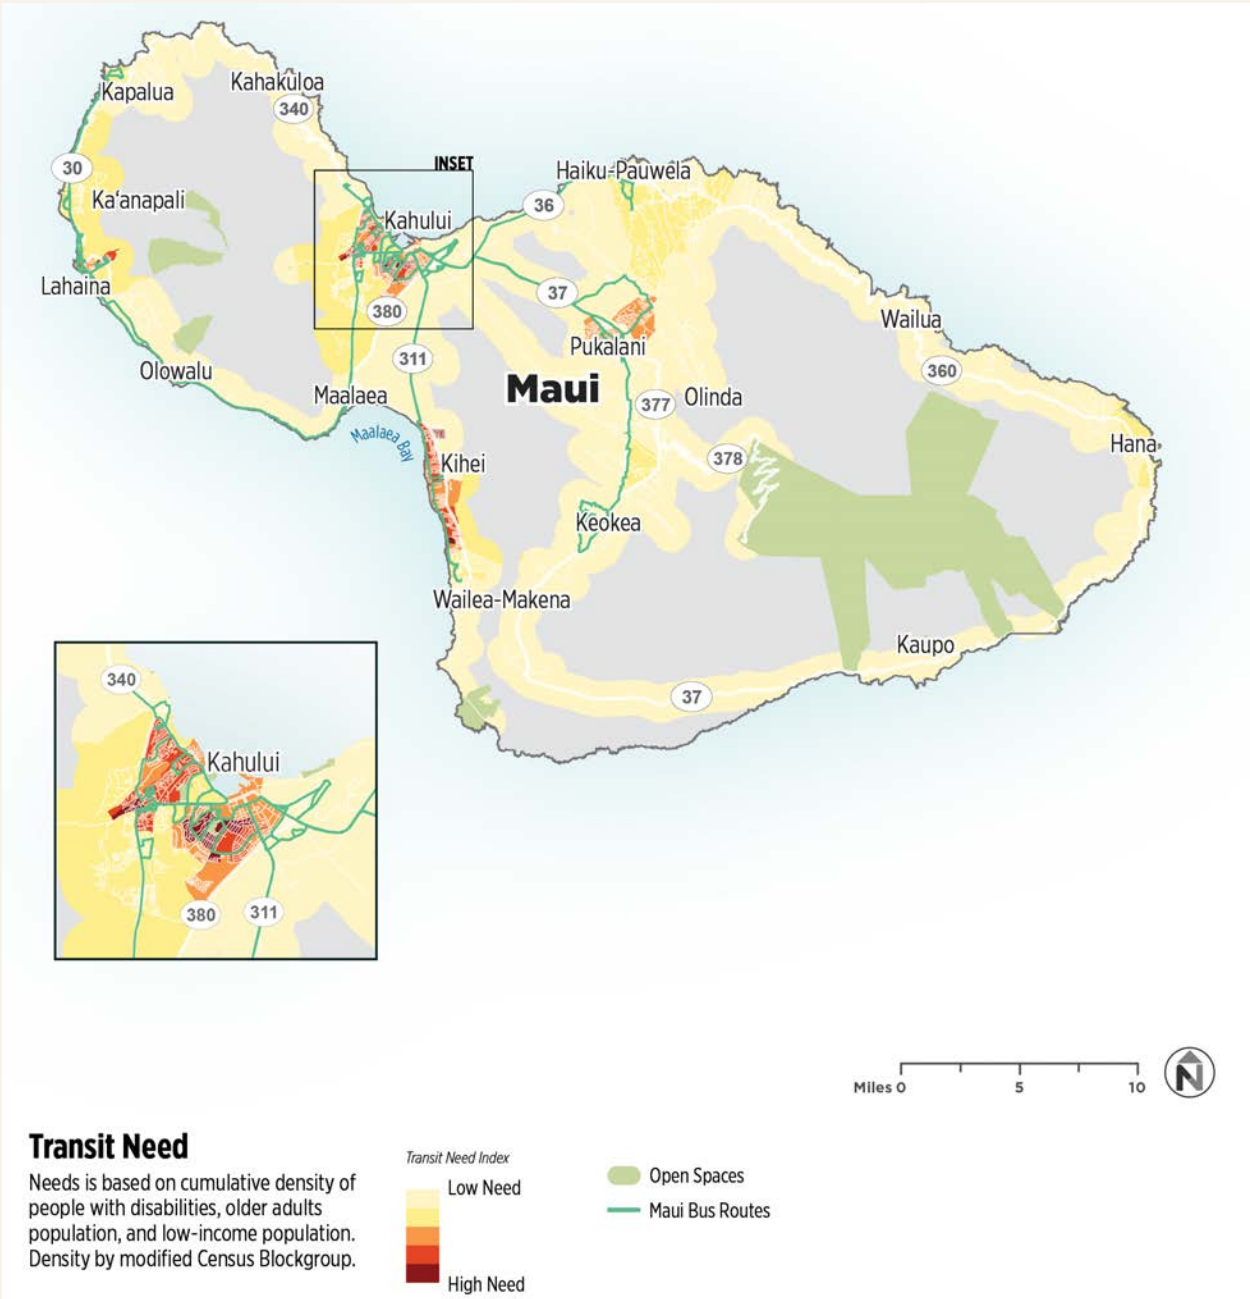 Kapalua
Kahakuloa
340
30
INSET
Haiku-Pauwela
Ka‘anapali
36
Kahului
Lahaina
37
380
Wailua
Pukalani
311
360
Olowalu
Maui
Maalaea
377
Olinda
Maalaea Bay
Hana
378
Kihei
Keokea
Wailea-Makena
Kaupo
37
340
Kahului
380
311
Miles 0
5
10
N
Transit Need
Needs is based on cumulative density of
people with disabilities, older adults
population, and low-income population.
Density by modified Census Blockgroup.
Transit Need Index
Low Need
High Need
Open Spaces
Maui Bus Routes